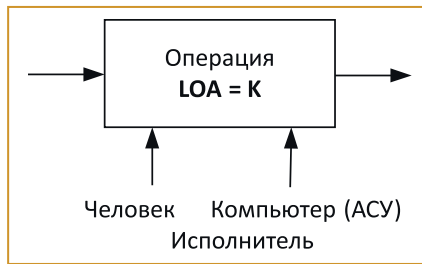 Операция
LOA = K
Человек Компьютер (АСУ)
Исполнитель